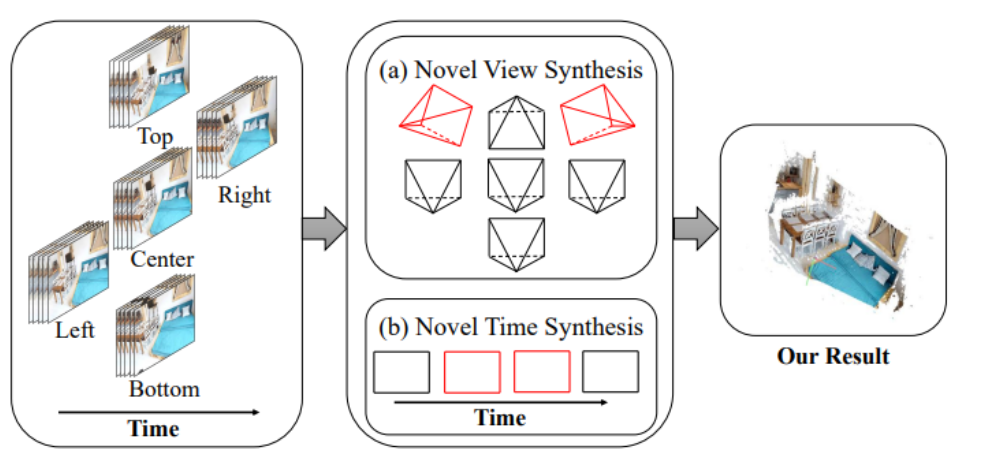 Top
Right
Center
Left
Bottom
Time
(a) Novel View Synthesis
(b) Novel Time Synthesis
Time
Our Result